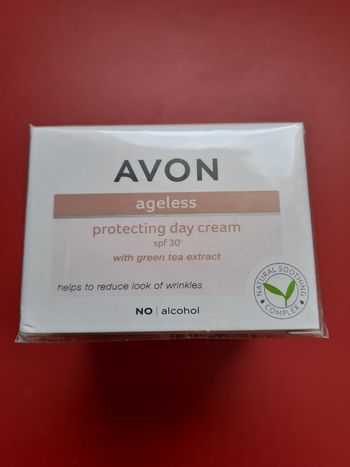 AVON
ageless
protecting day cream
spf 30*
with green tea extract
helps to reduce look of wrinkles
NO | alcohol
NATURAL SOOTHING
COMPLEX